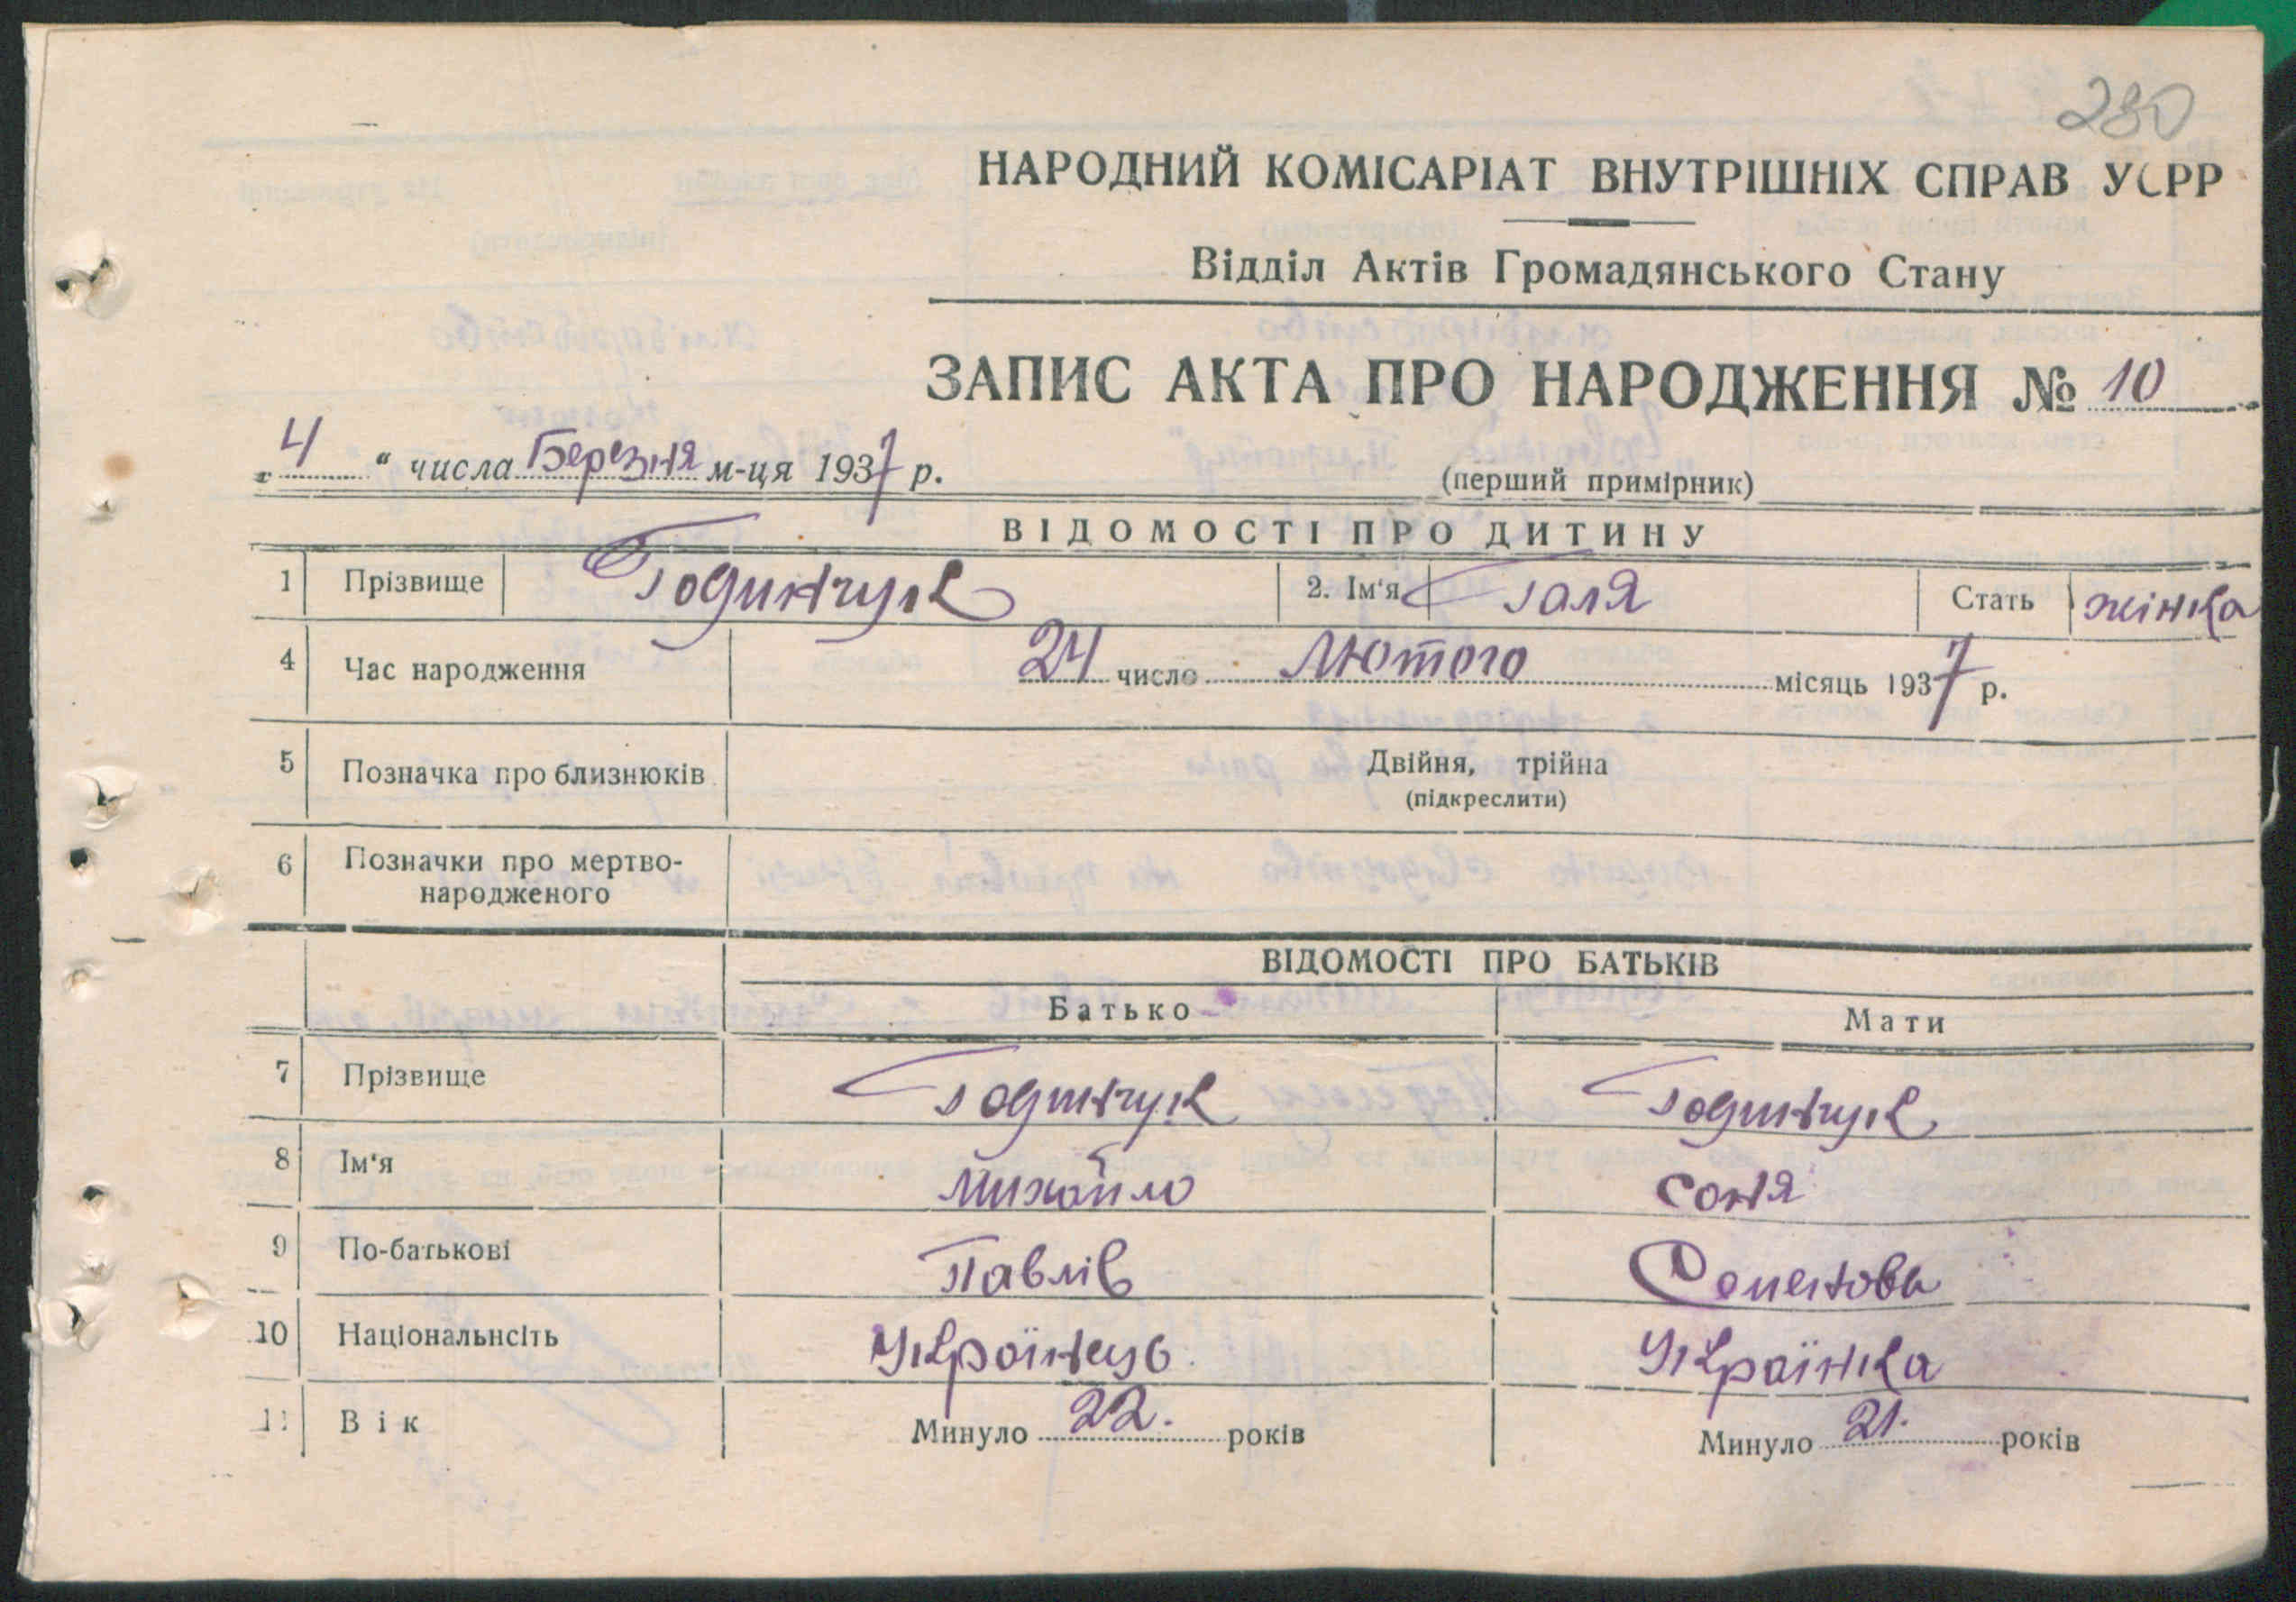 280
НАРОДНИЙ КОМІСАРІАТ ВНУТРІШНІХ СПРАВ УСРР
Відділ Актів Громадянського Стану
ЗАПИС АКТА ПРО НАРОДЖЕННЯ № 10
„ 4 “ числа Березня м-ця 1937 р.
(перший примірник)
ВІДОМОСТІ ПРО ДИТИНУ
1 Прізвище Годинчук 2. Ім‘я Галя Стать жінка
4 Час народження 24 число Лютого місяць 1937 р.
5 Позначка про близнюків Двійня, трійна
(підкреслити)
6 Позначки про мертво-
народженого
ВІДОМОСТІ ПРО БАТЬКІВ
Батько Мати
7 Прізвище Годинчук Годинчук
8 Ім‘я Михайло Соня
9 По-батькові Павлів
10 Національнсіть Українець Українка
11 Вік Минуло 22. років Минуло 21. років